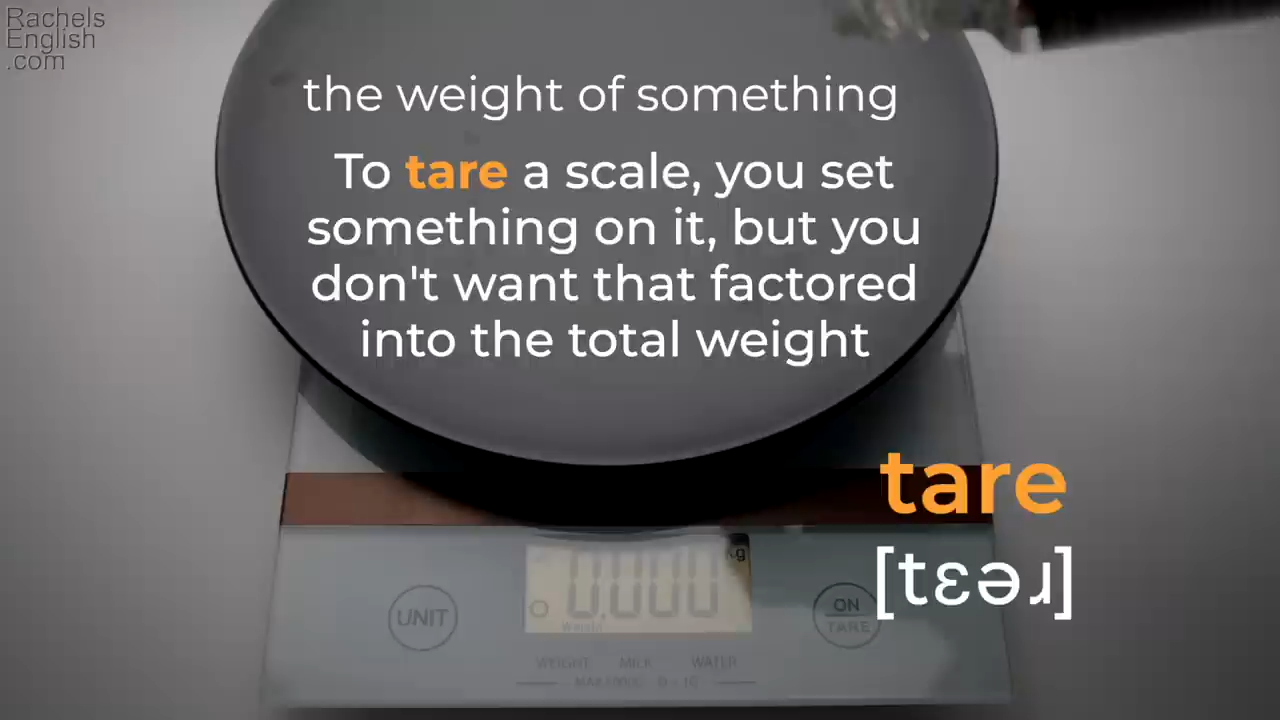 Rachels
English
.com
the weight of something
To tare a scale, you set
something on it, but you
don't want that factored
into the total weight
tare
[tɛəɹ]
0.000
Weight
UNIT
ON
TARE
WEIGHT MILK WATER